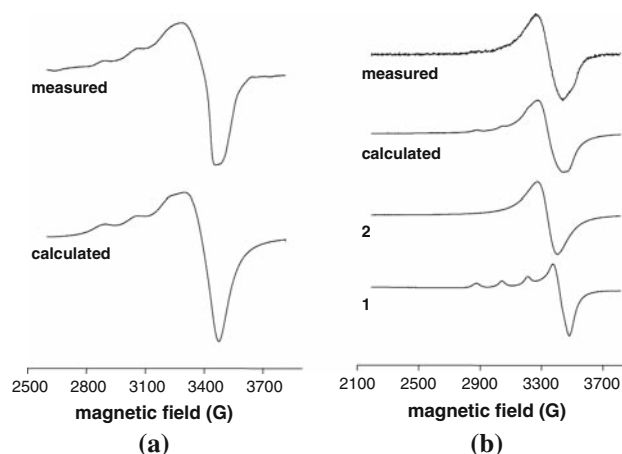 measured
calculated
2500 2800 3100 3400 3700
magnetic field (G)
(a)
measured
calculated
2
1
2100 2500 2900 3300 3700
magnetic field (G)
(b)